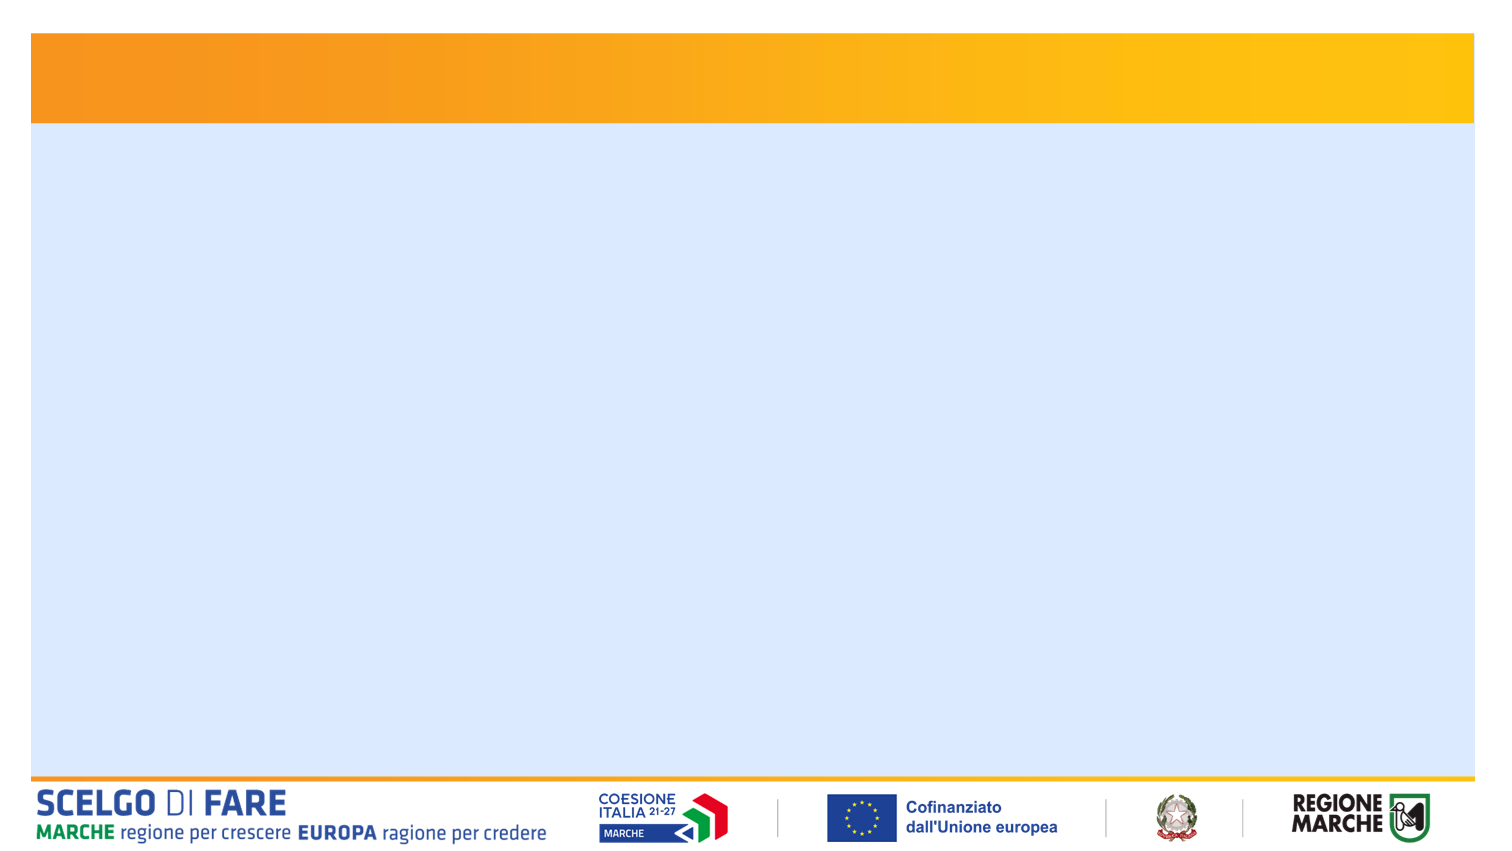 SCELGO DI FARE
MARCHE regione per crescere EUROPA ragione per credere
COESIONE
ITALIA 21-27
MARCHE
Cofinanziato
dall'Unione europea
REGIONE
MARCHE